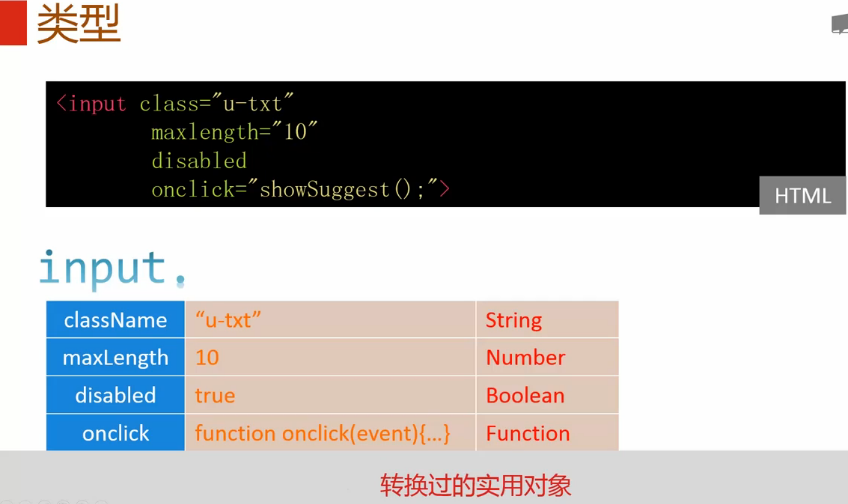 类型
<input class="u-txt"
maxlength="10"
disabled
onclick="showSuggest();">
HTML
input.
className “u-txt” String
maxLength 10 Number
disabled true Boolean
onclick function onclick(event){…} Function
转换过的实用对象